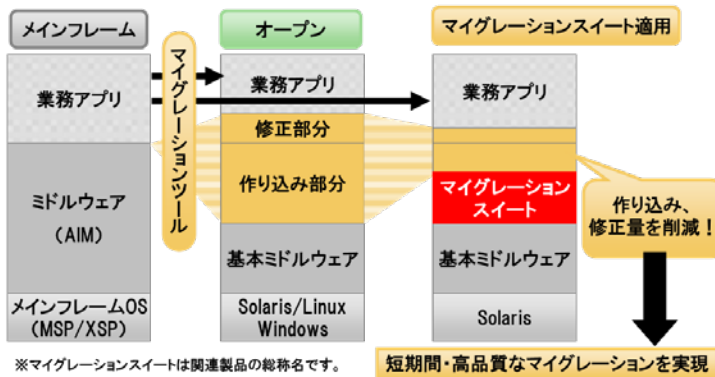 メインフレーム
オープン
マイグレーションスイート適用
マイグレーションツール
業務アプリ
ミドルウェア
(AIM)
メインフレームOS
(MSP/XSP)
業務アプリ
修正部分
作り込み部分
基本ミドルウェア
Solaris/Linux
Windows
業務アプリ
マイグレーション
スイート
基本ミドルウェア
Solaris
作り込み、
修正量を削減!
※マイグレーションスイートは関連製品の総称名です。
短期間・高品質なマイグレーションを実現